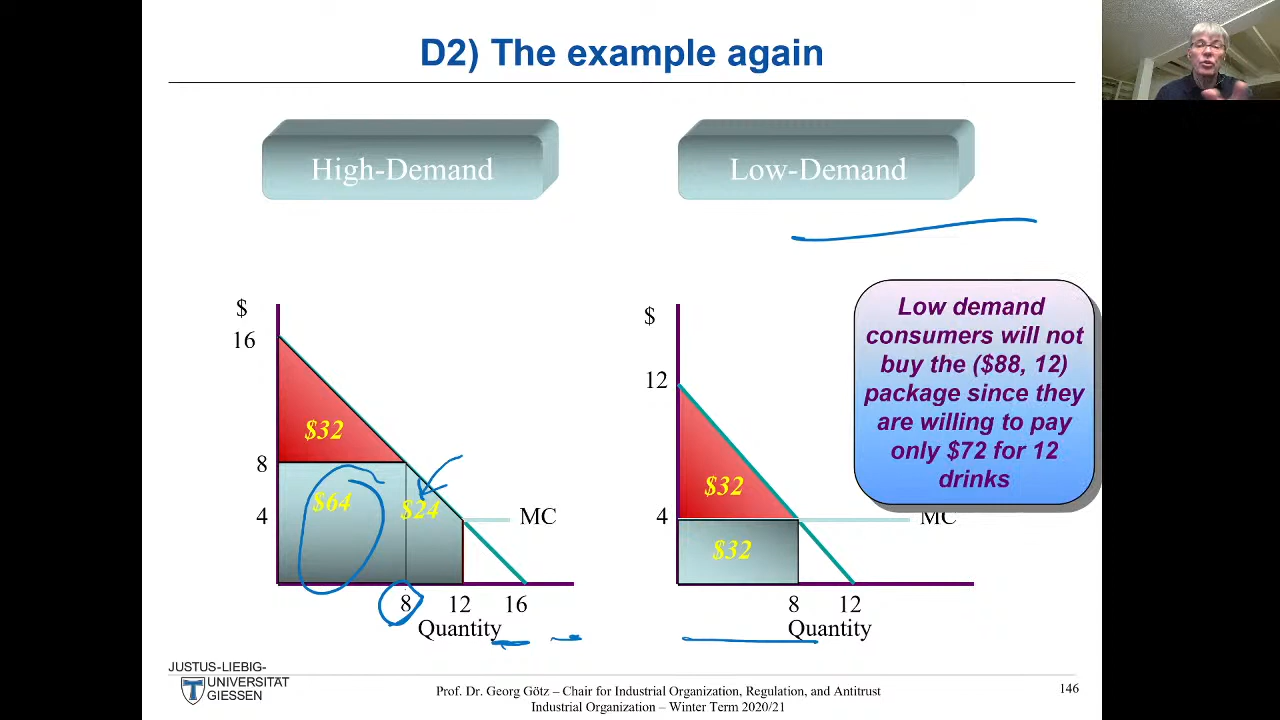 D2) The example again
High-Demand
Low-Demand
$
16
$32
8
$64
$24
4
MC
8
12
16
Quantity
$
12
$32
4
$32
MC
8
12
Quantity
Low demand
consumers will not
buy the ($88, 12)
package since they
are willing to pay
only $72 for 12
drinks
JUSTUS-LIEBIG-
UNIVERSITÄT
GIESSEN
Prof. Dr. Georg Götz – Chair for Industrial Organization, Regulation, and Antitrust
Industrial Organization – Winter Term 2020/21
146